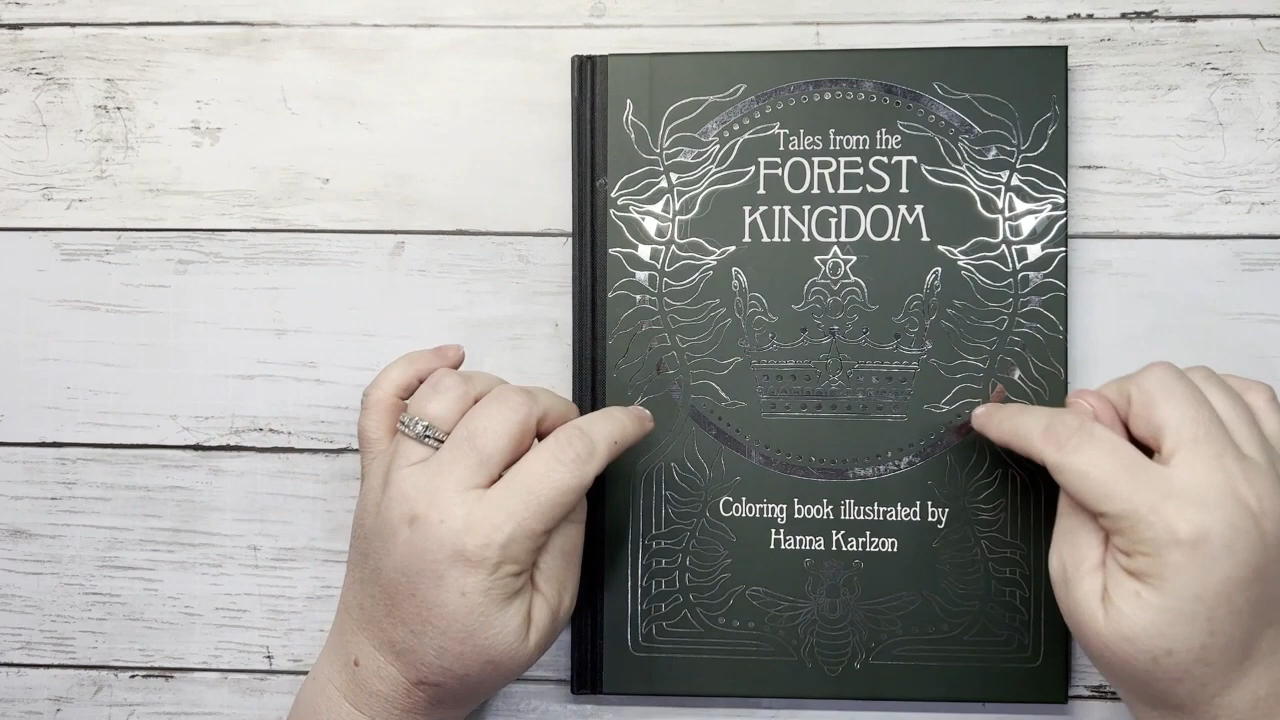 Tales from the
FOREST
KINGDOM
Coloring book illustrated by
Hanna Karlzon